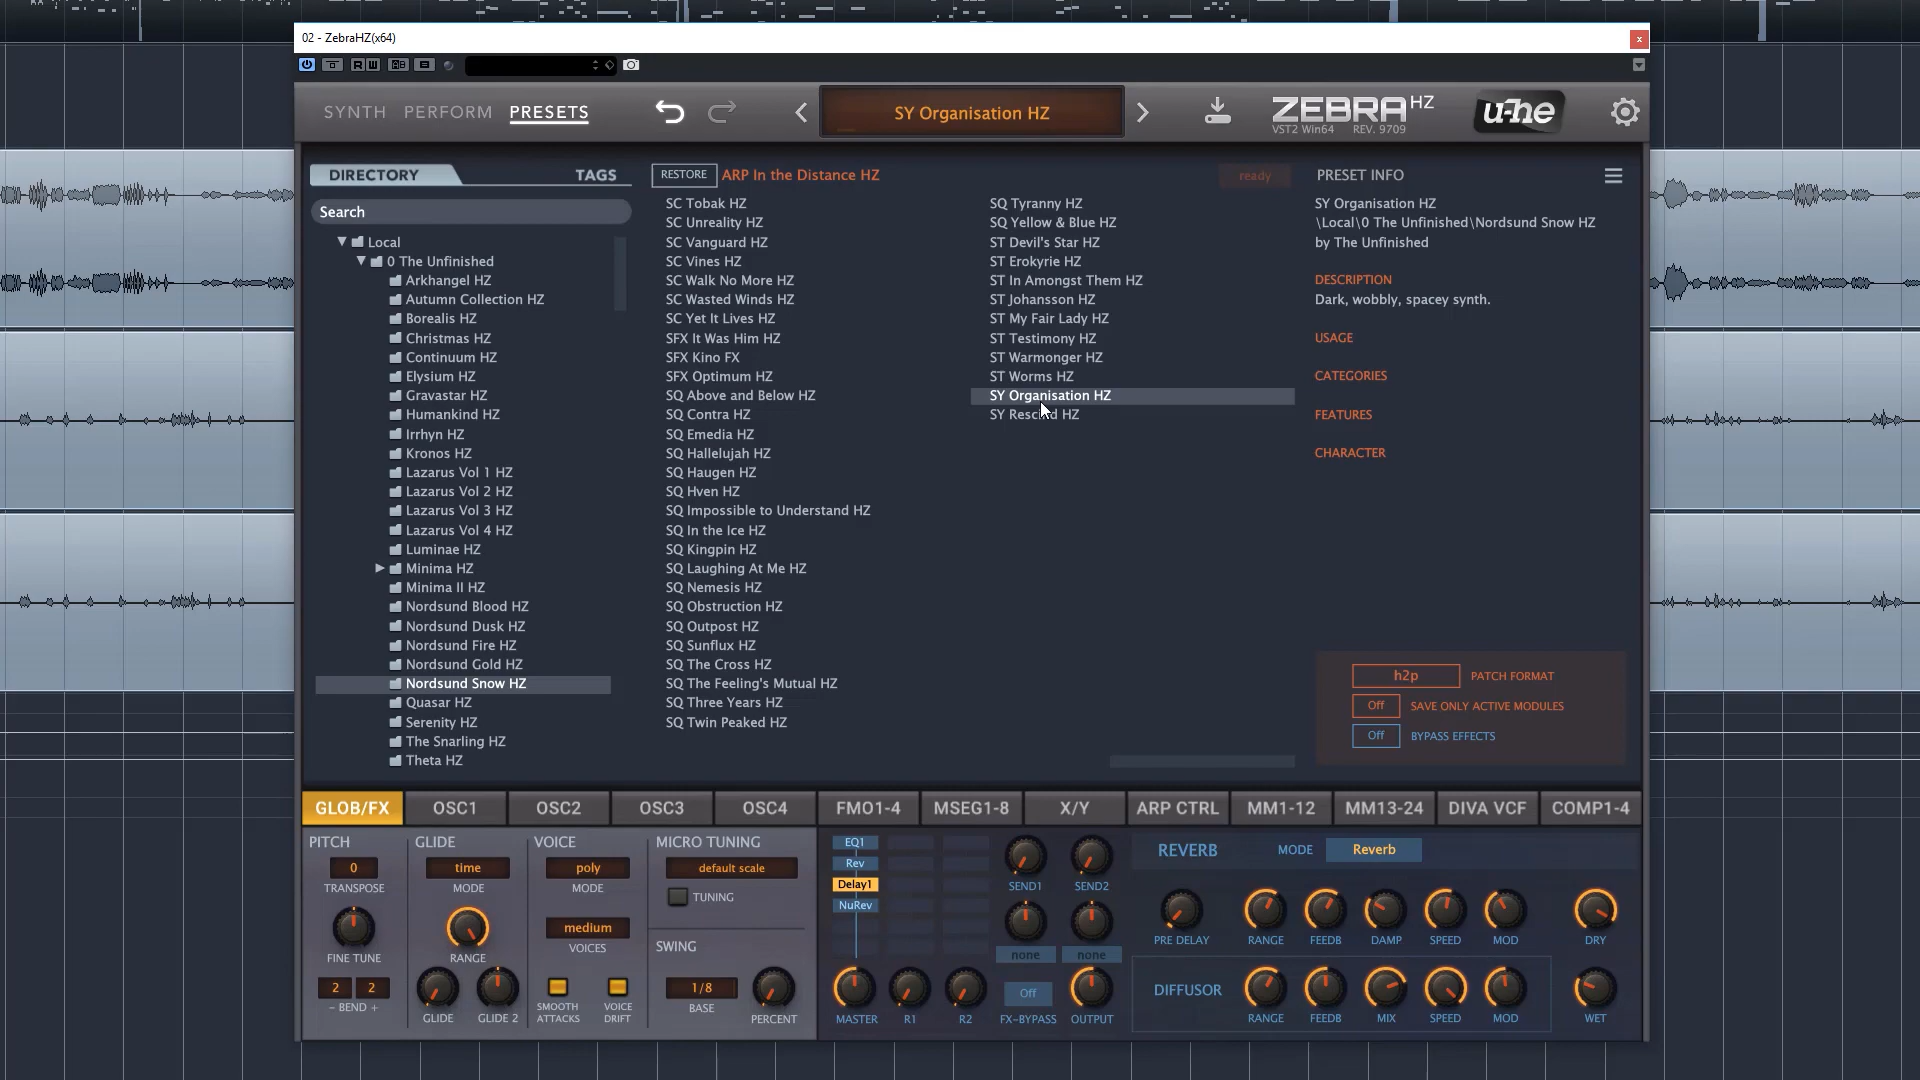 02 - ZebraHZ(x64)
R W
SYNTH PERFORM PRESETS
SY Organisation HZ
ZEBRA HZ
VST2 Win64 REV. 9709
u-he
DIRECTORY TAGS
Search
Local
0 The Unfinished
Arkhangel HZ
Autumn Collection HZ
Borealis HZ
Christmas HZ
Continuum HZ
Elysium HZ
Gravastar HZ
Humankind HZ
Irrhyn HZ
Kronos HZ
Lazarus Vol 1 HZ
Lazarus Vol 2 HZ
Lazarus Vol 3 HZ
Lazarus Vol 4 HZ
Luminae HZ
Minima HZ
Minima II HZ
Nordsund Blood HZ
Nordsund Dusk HZ
Nordsund Fire HZ
Nordsund Gold HZ
Nordsund Snow HZ
Quasar HZ
Serenity HZ
The Snarling HZ
Theta HZ
RESTORE ARP In the Distance HZ ready
SC Tobak HZ
SC Unreality HZ
SC Vanguard HZ
SC Vines HZ
SC Walk No More HZ
SC Wasted Winds HZ
SC Yet It Lives HZ
SFX It Was Him HZ
SFX Kino FX
SFX Optimum HZ
SQ Above and Below HZ
SQ Contra HZ
SQ Emedia HZ
SQ Hallelujah HZ
SQ Haugen HZ
SQ Hven HZ
SQ Impossible to Understand HZ
SQ In the Ice HZ
SQ Kingpin HZ
SQ Laughing At Me HZ
SQ Nemesis HZ
SQ Obstruction HZ
SQ Outpost HZ
SQ Sunflux HZ
SQ The Cross HZ
SQ The Feeling's Mutual HZ
SQ Three Years HZ
SQ Twin Peaked HZ
SQ Tyranny HZ
SQ Yellow & Blue HZ
ST Devil's Star HZ
ST Erokyrie HZ
ST In Amongst Them HZ
ST Johansson HZ
ST My Fair Lady HZ
ST Testimony HZ
ST Warmonger HZ
ST Worms HZ
SY Organisation HZ
SY Rescind HZ
PRESET INFO
SY Organisation HZ
\Local\0 The Unfinished\Nordsund Snow HZ
by The Unfinished
DESCRIPTION
Dark, wobbly, spacey synth.
USAGE
CATEGORIES
FEATURES
CHARACTER
h2p PATCH FORMAT
Off SAVE ONLY ACTIVE MODULES
Off BYPASS EFFECTS
GLOB/FX OSC1 OSC2 OSC3 OSC4 FMO1-4 MSEG1-8 X/Y ARP CTRL MM1-12 MM13-24 DIVA VCF COMP1-4
PITCH
0
TRANSPOSE
FINE TUNE
2 2
- BEND +
GLIDE
time
MODE
RANGE
GLIDE GLIDE 2
VOICE
poly
MODE
medium
VOICES
SMOOTH ATTACKS VOICE DRIFT
MICRO TUNING
default scale
TUNING
SWING
1/8
BASE PERCENT
EQ1
Rev
Delay1
NuRev
MASTER R1 R2
SEND1 SEND2
none none
Off
FX-BYPASS OUTPUT
REVERB MODE Reverb
PRE DELAY RANGE FEEDB DAMP SPEED MOD DRY
DIFFUSOR
RANGE FEEDB MIX SPEED MOD WET